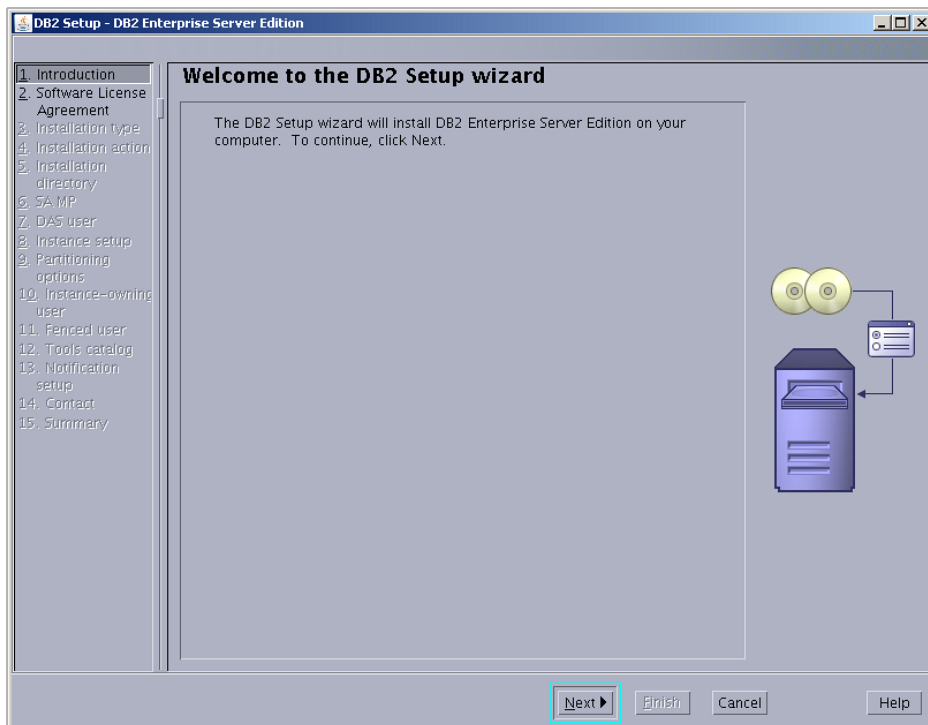 DB2 Setup - DB2 Enterprise Server Edition
1. Introduction
2. Software License
Agreement
3. Installation type
4. Installation action
5. Installation
directory
6. SA MP
7. DAS user
8. Instance setup
9. Partitioning
options
10. Instance-owning
user
11. Fenced user
12. Tools catalog
13. Notification
setup
14. Contact
15. Summary
Welcome to the DB2 Setup wizard
The DB2 Setup wizard will install DB2 Enterprise Server Edition on your
computer. To continue, click Next.
Next
Finish
Cancel
Help